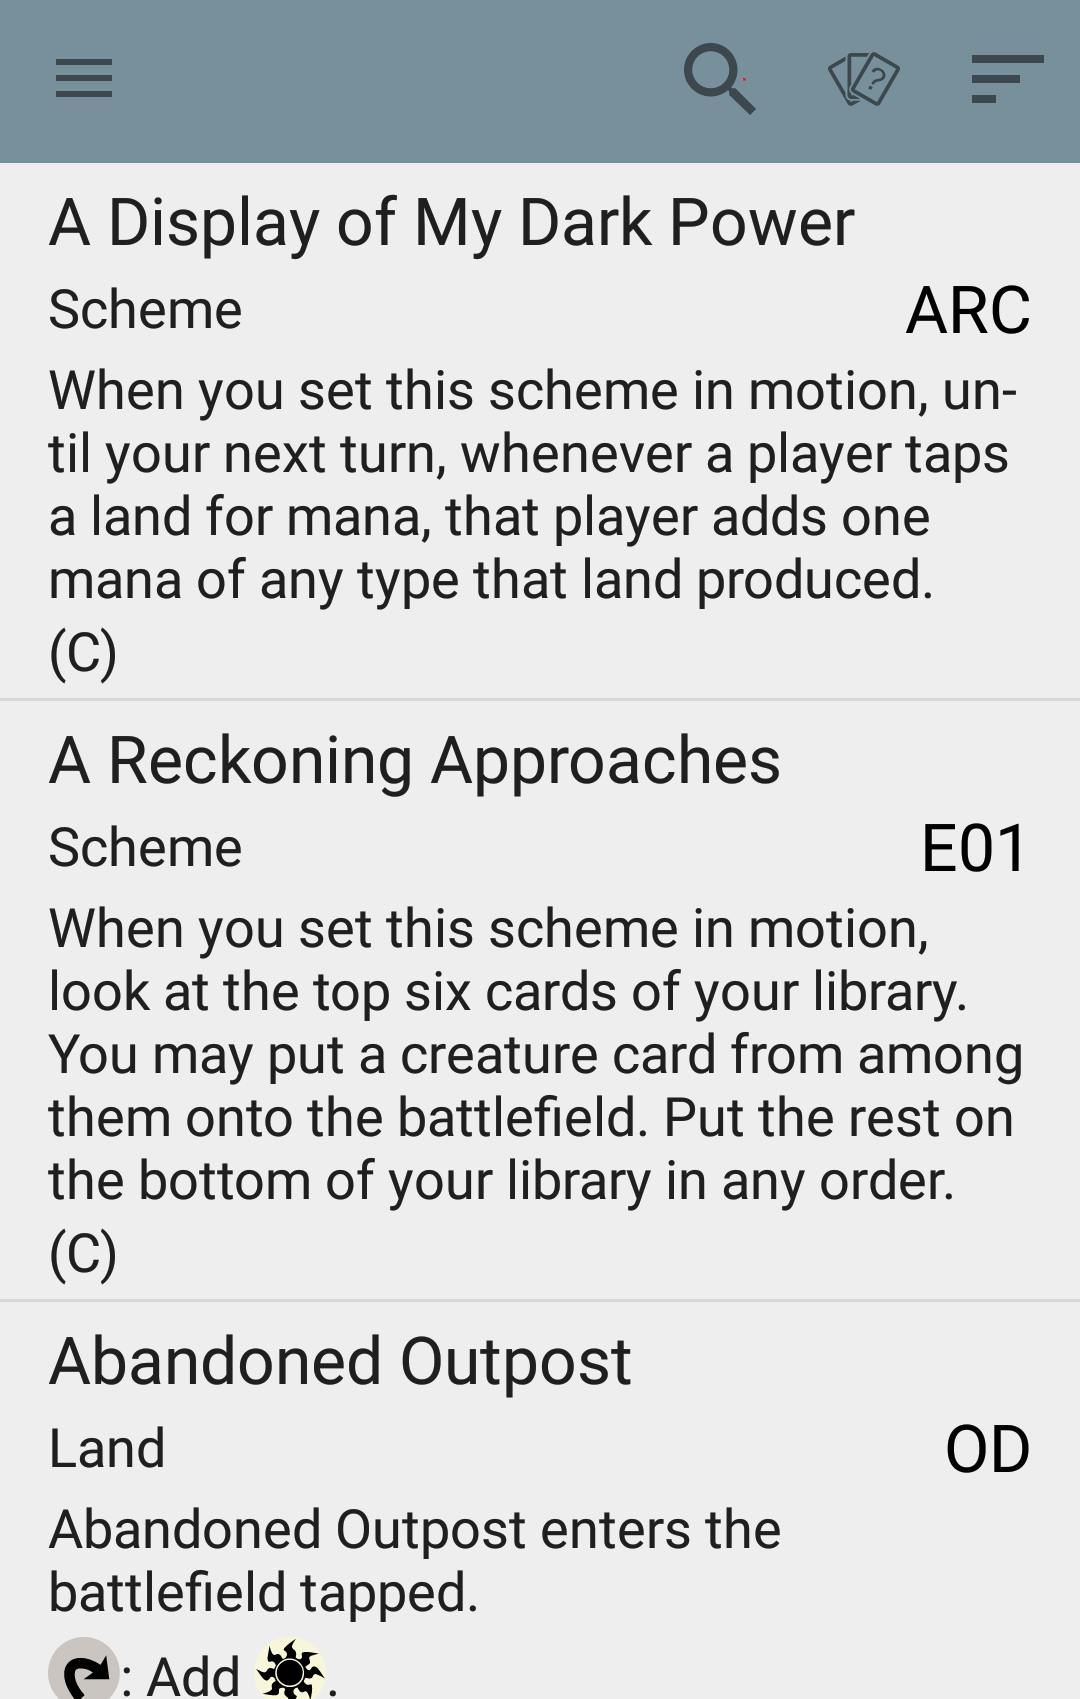 A Display of My Dark Power
Scheme ARC
When you set this scheme in motion, un-
til your next turn, whenever a player taps
a land for mana, that player adds one
mana of any type that land produced.
(C)
A Reckoning Approaches
Scheme E01
When you set this scheme in motion,
look at the top six cards of your library.
You may put a creature card from among
them onto the battlefield. Put the rest on
the bottom of your library in any order.
(C)
Abandoned Outpost
Land OD
Abandoned Outpost enters the
battlefield tapped.
: Add .